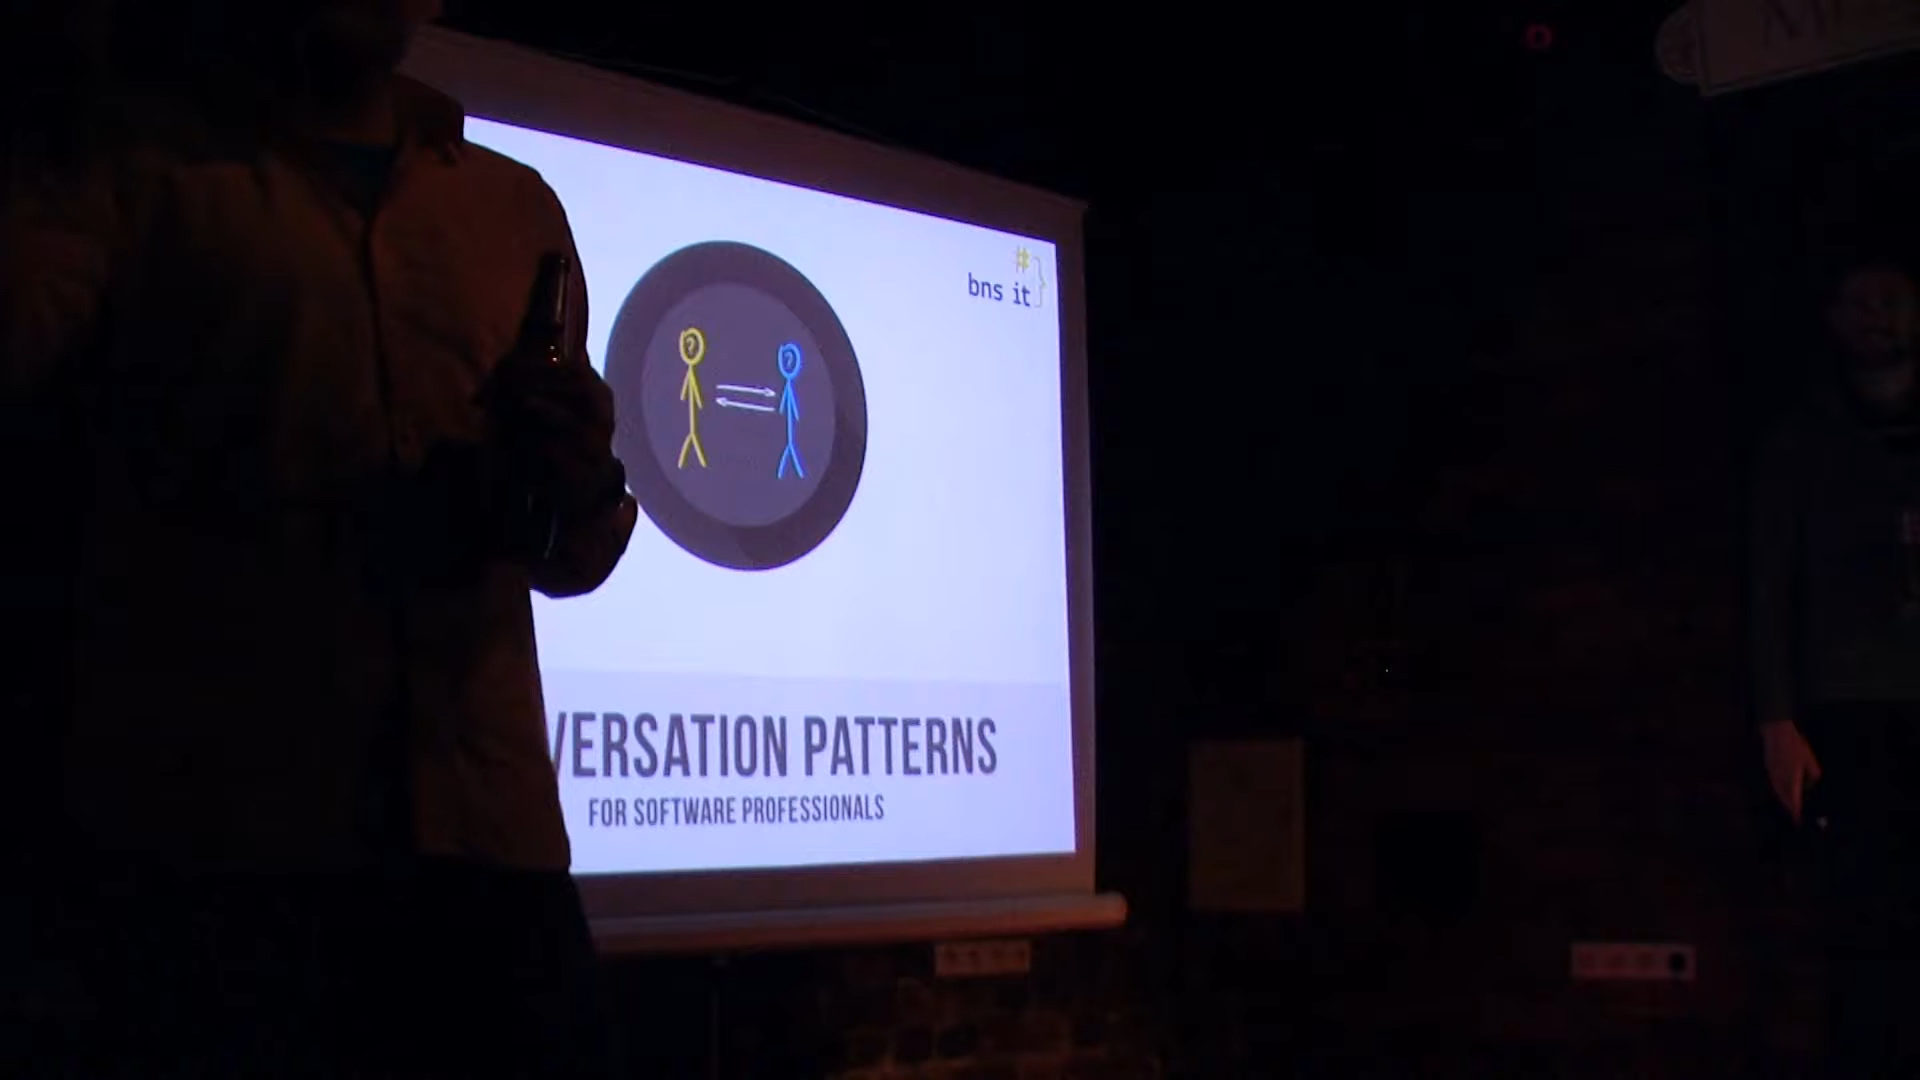 #}
bns it
VERSATION PATTERNS
FOR SOFTWARE PROFESSIONALS